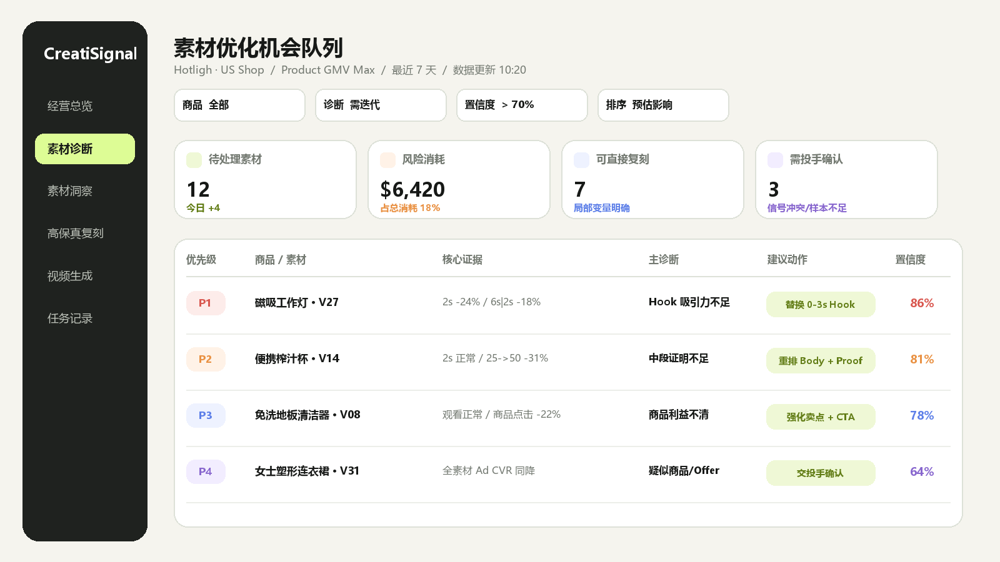 CreatiSignal
经营总览
素材诊断
素材洞察
高保真复刻
视频生成
任务记录
素材优化机会队列
Hotligh · US Shop / Product GMV Max / 最近 7 天 / 数据更新 10:20
商品 全部
诊断 需迭代
置信度 > 70%
排序 预估影响
待处理素材
12
今日 +4
风险消耗
$6,420
占总消耗 18%
可直接复刻
7
局部变量明确
需投手确认
3
信号冲突/样本不足
优先级 商品 / 素材 核心证据 主诊断 建议动作 置信度
P1 磁吸工作灯 • V27 2s -24% / 6s|2s -18% Hook 吸引力不足 替换 0-3s Hook 86%
P2 便携榨汁杯 • V14 2s 正常 / 25->50 -31% 中段证明不足 重排 Body + Proof 81%
P3 免洗地板清洁器 • V08 观看正常 / 商品点击 -22% 商品利益不清 强化卖点 + CTA 78%
P4 女士塑形连衣裙 • V31 全素材 Ad CVR 同降 疑似商品/Offer 交投手确认 64%